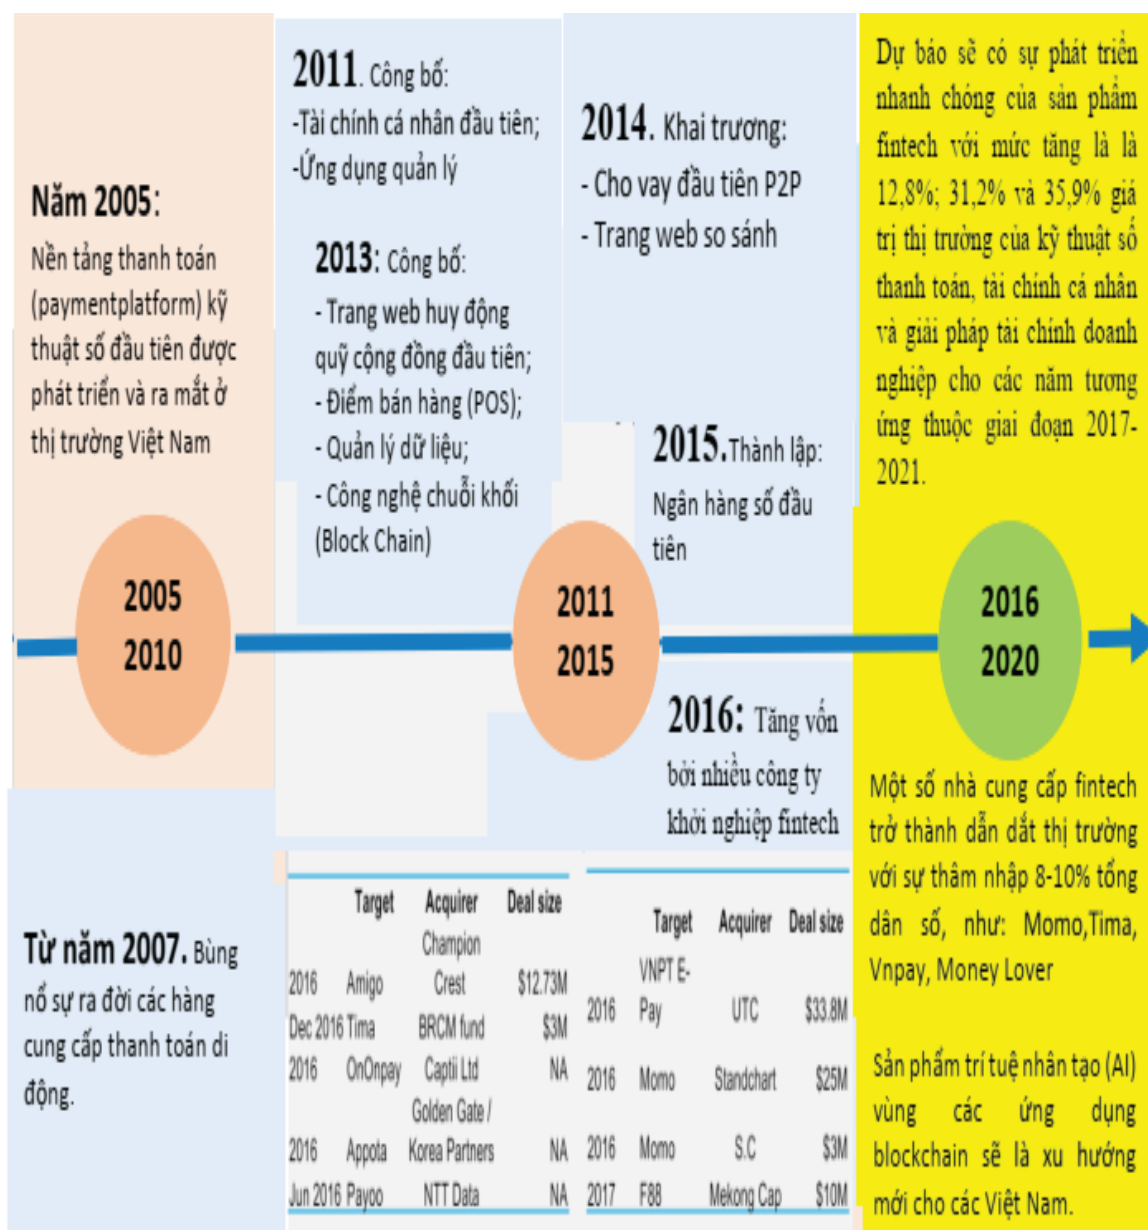 Năm 2005:
Nền tảng thanh toán
(paymentplatform) kỹ
thuật số đầu tiên được
phát triển và ra mắt ở
thị trường Việt Nam
2005
2010
Từ năm 2007. Bùng
nổ sự ra đời các hàng
cung cấp thanh toán di
động.
2011. Công bố:
-Tài chính cá nhân đầu tiên;
-Ứng dụng quản lý
2013: Công bố:
- Trang web huy động
quỹ cộng đồng đầu tiên;
- Điểm bán hàng (POS);
- Quản lý dữ liệu;
- Công nghệ chuỗi khối
(Block Chain)
2014. Khai trương:
- Cho vay đầu tiên P2P
- Trang web so sánh
2015.Thành lập:
Ngân hàng số đầu
tiên
2011
2015
2016: Tăng vốn
bởi nhiều công ty
khởi nghiệp fintech
Target Acquirer Deal size
Champion
2016 Amigo Crest $12.73M
Dec 2016 Tima BRCM fund $3M
2016 OnOnpay Captii Ltd NA
Golden Gate /
2016 Appota Korea Partners NA
Jun 2016 Payoo NTT Data NA
Target Acquirer Deal size
VNPT E-
2016 Pay UTC $33.8M
2016 Momo Standchart $25M
2016 Momo S.C $3M
2017 F88 Mekong Cap $10M
Dự báo sẽ có sự phát triển
nhanh chóng của sản phẩm
fintech với mức tăng là là
12,8%; 31,2% và 35,9% giá
trị thị trường của kỹ thuật số
thanh toán, tài chính cá nhân
và giải pháp tài chính doanh
nghiệp cho các năm tương
ứng thuộc giai đoạn 2017-
2021.
2016
2020
Một số nhà cung cấp fintech
trở thành dẫn dắt thị trường
với sự thâm nhập 8-10% tổng
dân số, như: Momo,Tima,
Vnpay, Money Lover
Sản phẩm trí tuệ nhân tạo (AI)
vùng các ứng dụng
blockchain sẽ là xu hướng
mới cho các Việt Nam.